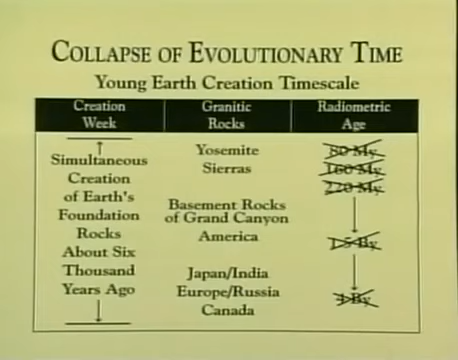 COLLAPSE OF EVOLUTIONARY TIME
Young Earth Creation Timescale
Creation
Week
Granitic
Rocks
Radiometric
Age
Simultaneous
Creation
of Earth's
Foundation
Rocks
About Six
Thousand
Years Ago
Yosemite
Sierras
Basement Rocks
of Grand Canyon
America
Japan/India
Europe/Russia
Canada
80 My
160 My
220 My
1.5 By
4 By